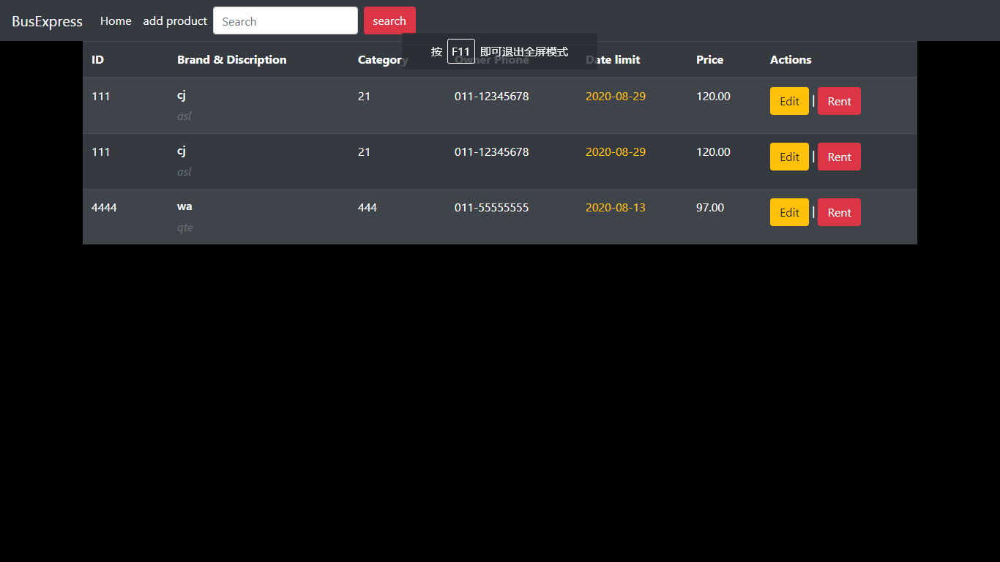 BusExpress Home add product Search search
按 F11 即可退出全屏模式
ID Brand & Discription Category Owner Phone Date limit Price Actions
111 cj 21 011-12345678 2020-08-29 120.00 Edit | Rent
asl
111 cj 21 011-12345678 2020-08-29 120.00 Edit | Rent
asl
4444 wa 444 011-55555555 2020-08-13 97.00 Edit | Rent
qte